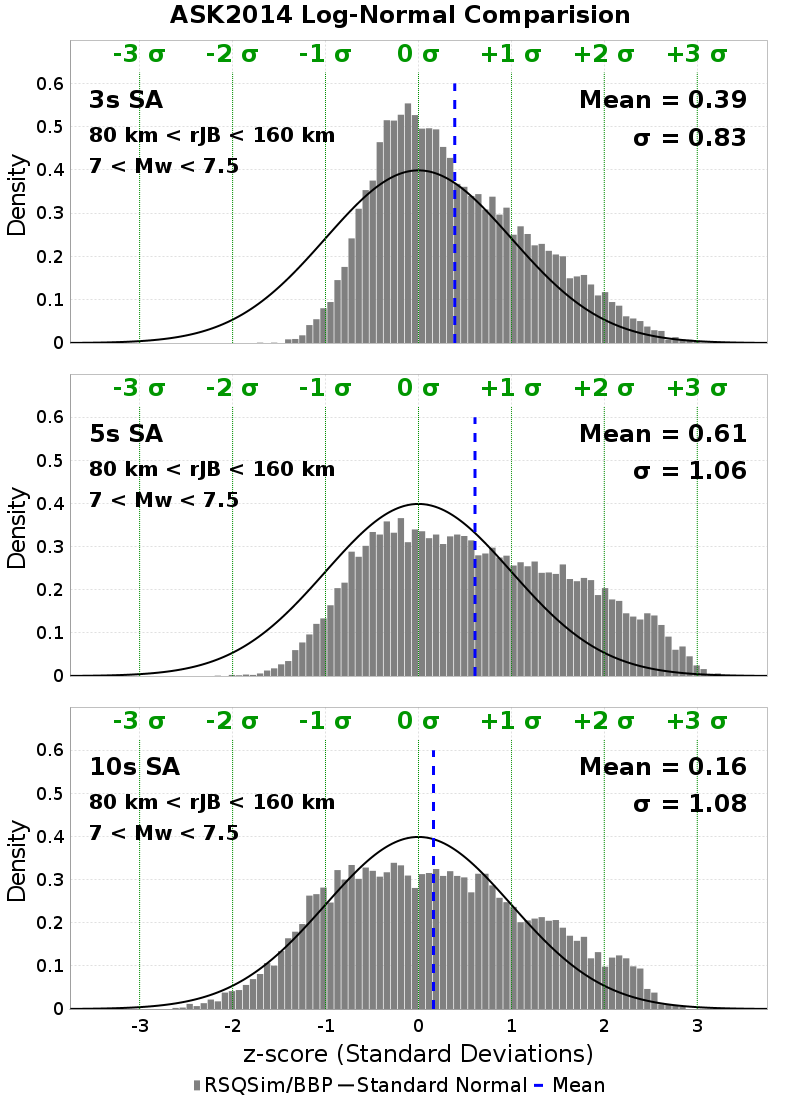 ASK2014 Log-Normal Comparision
-3 σ -2 σ -1 σ 0 σ +1 σ +2 σ +3 σ
0.6
3s SA Mean = 0.39
0.5
80 km < rJB < 160 km σ = 0.83
7 < Mw < 7.5
0.4
0.3
0.2
0.1
0
Density
-3 σ -2 σ -1 σ 0 σ +1 σ +2 σ +3 σ
0.6
5s SA Mean = 0.61
0.5
80 km < rJB < 160 km σ = 1.06
7 < Mw < 7.5
0.4
0.3
0.2
0.1
0
Density
-3 σ -2 σ -1 σ 0 σ +1 σ +2 σ +3 σ
0.6
10s SA Mean = 0.16
0.5
80 km < rJB < 160 km σ = 1.08
7 < Mw < 7.5
0.4
0.3
0.2
0.1
0
Density
-3 -2 -1 0 1 2 3
z-score (Standard Deviations)
RSQSim/BBP Standard Normal Mean